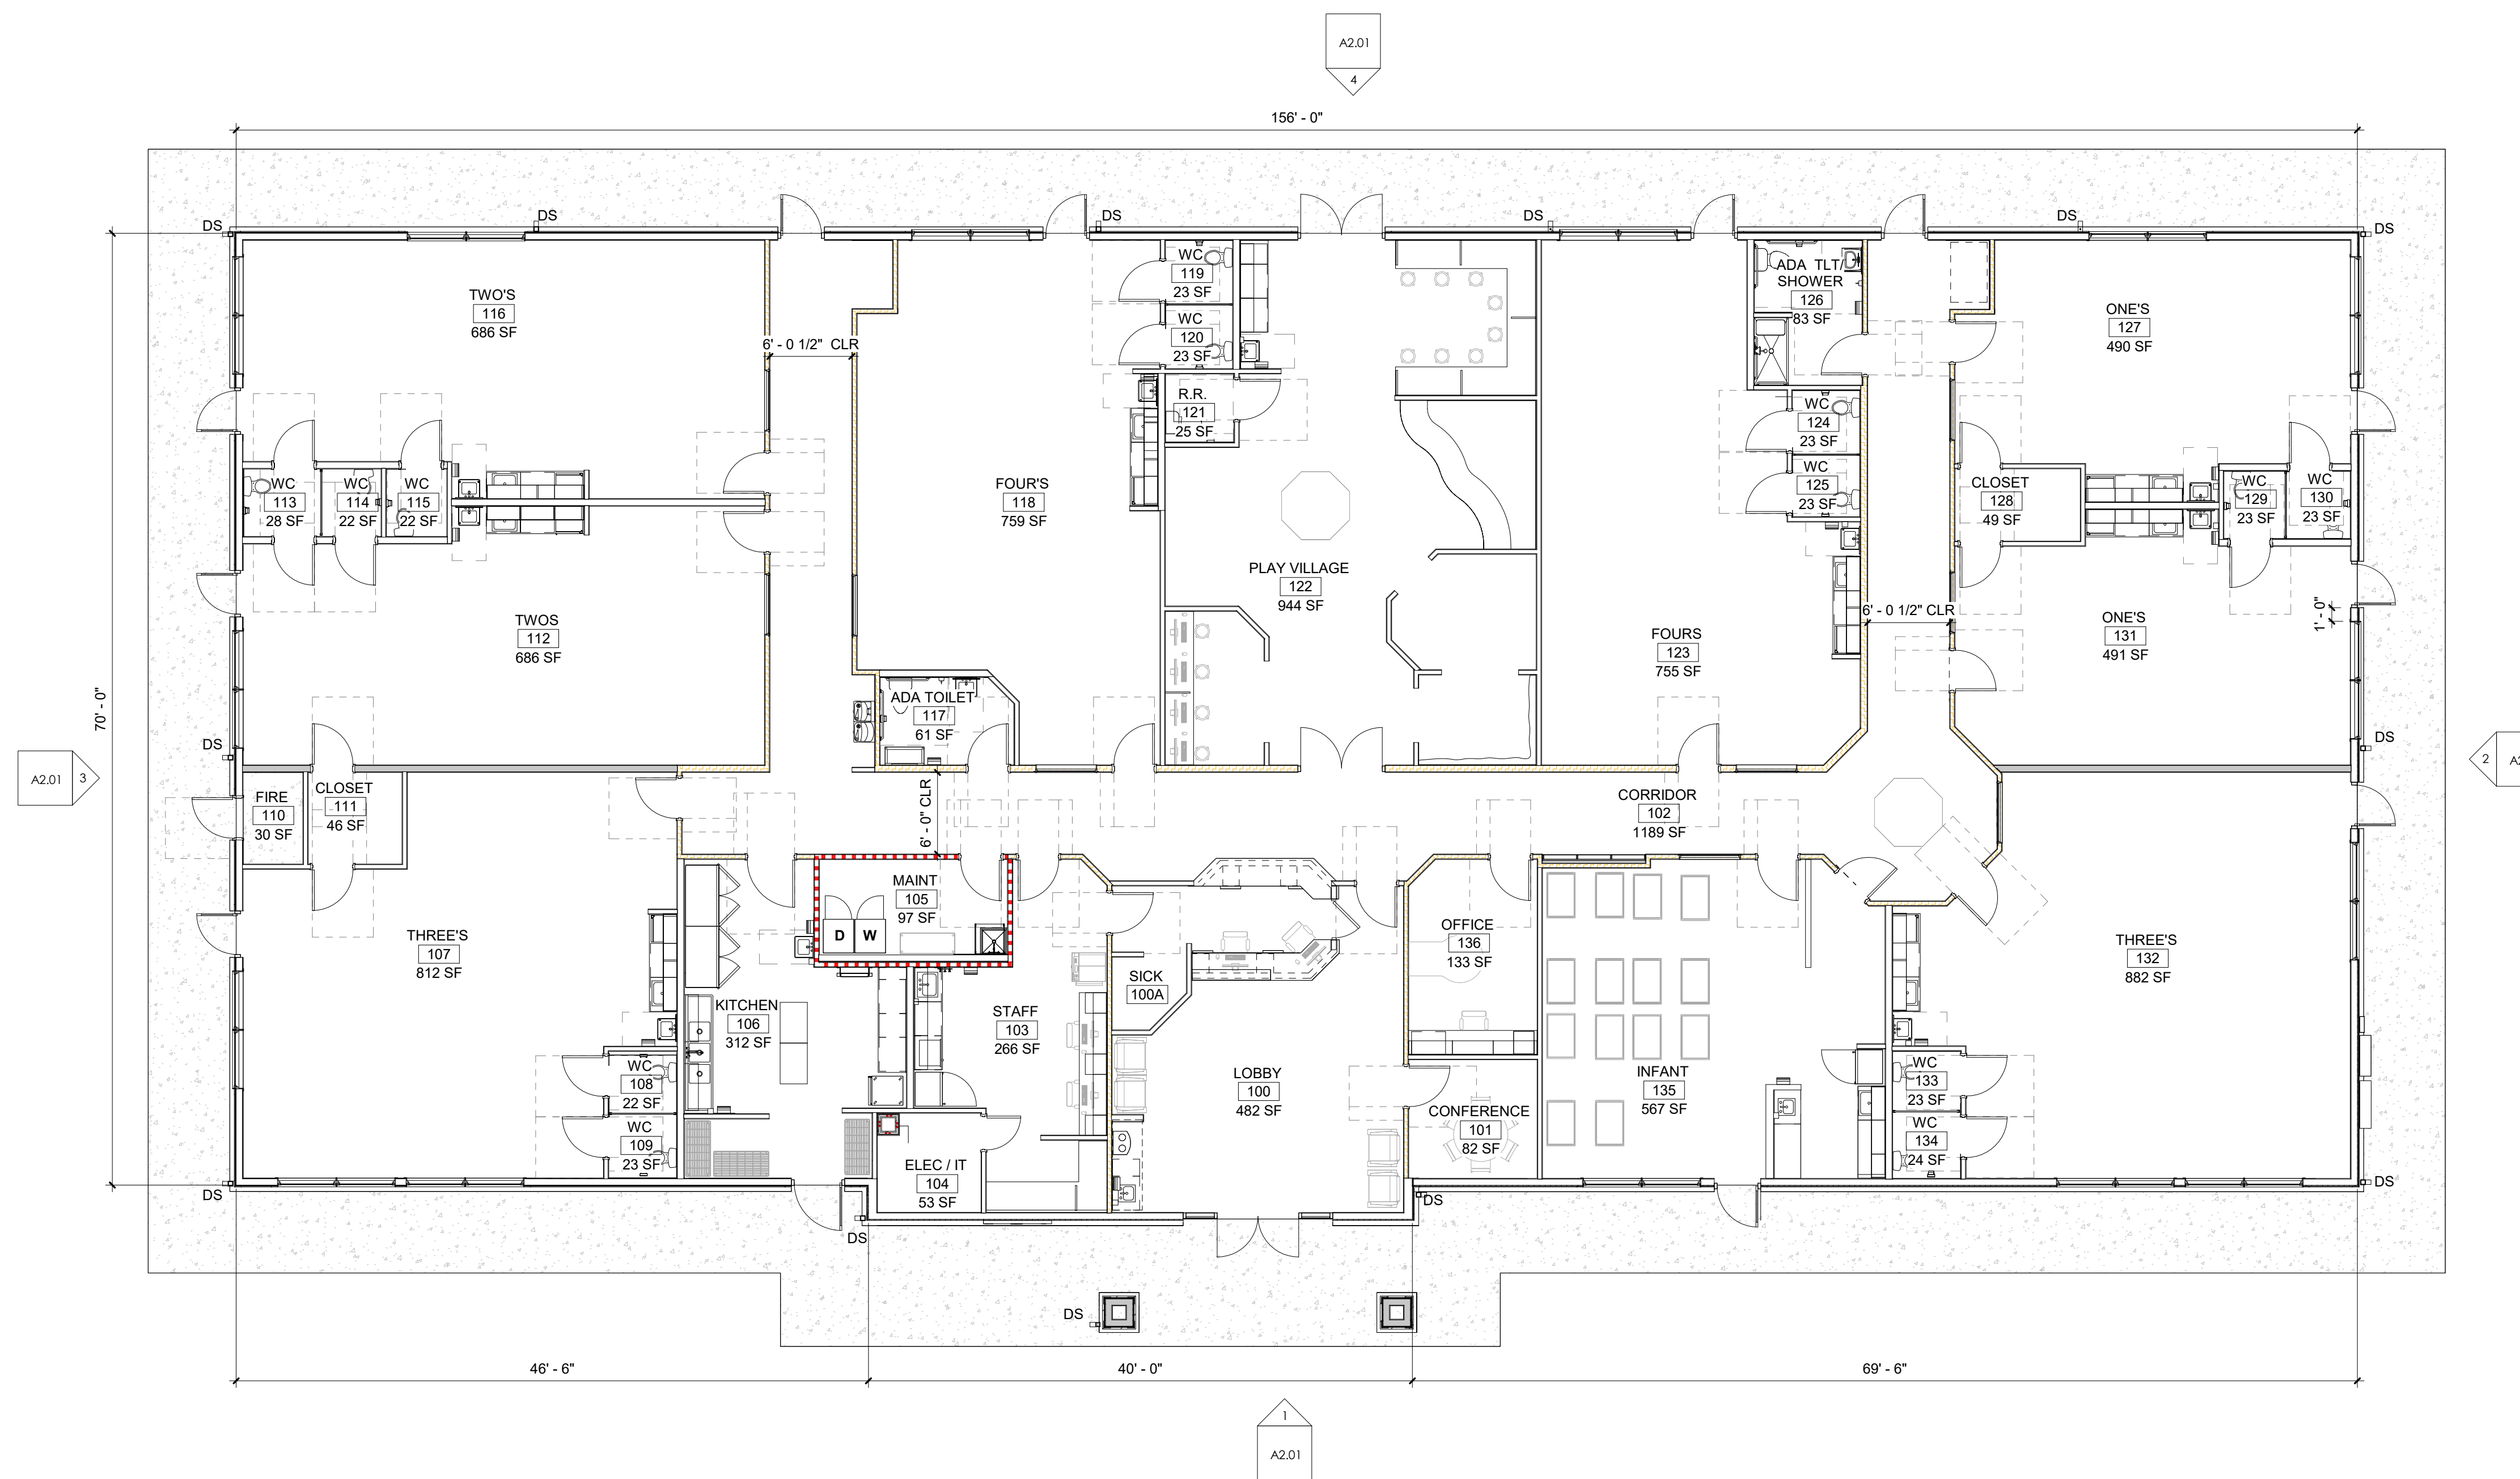 A2.01
4
156' - 0"
DS
DS
DS
DS
DS
DS
TWO'S
116
686 SF
6' - 0 1/2" CLR
WC
119
23 SF
WC
120
23 SF
R.R.
121
25 SF
ADA TLT/
SHOWER
126
83 SF
ONE'S
127
490 SF
WC
124
23 SF
WC
125
23 SF
WC
113
28 SF
WC
114
22 SF
WC
115
22 SF
FOUR'S
118
759 SF
CLOSET
128
49 SF
WC
129
23 SF
WC
130
23 SF
PLAY VILLAGE
122
944 SF
TWOS
112
686 SF
FOURS
123
755 SF
6' - 0 1/2" CLR
ONE'S
131
491 SF
1' - 0"
70' - 0"
ADA TOILET
117
61 SF
DS
DS
A2.01
3
2
FIRE
110
30 SF
CLOSET
111
46 SF
6' - 0" CLR
CORRIDOR
102
1189 SF
MAINT
105
97 SF
D
W
THREE'S
107
812 SF
OFFICE
136
133 SF
THREE'S
132
882 SF
SICK
100A
KITCHEN
106
312 SF
STAFF
103
266 SF
LOBBY
100
482 SF
INFANT
135
567 SF
WC
108
22 SF
WC
109
23 SF
CONFERENCE
101
82 SF
WC
133
23 SF
WC
134
24 SF
ELEC / IT
104
53 SF
DS
DS
DS
DS
DS
46' - 6"
40' - 0"
69' - 6"
1
A2.01